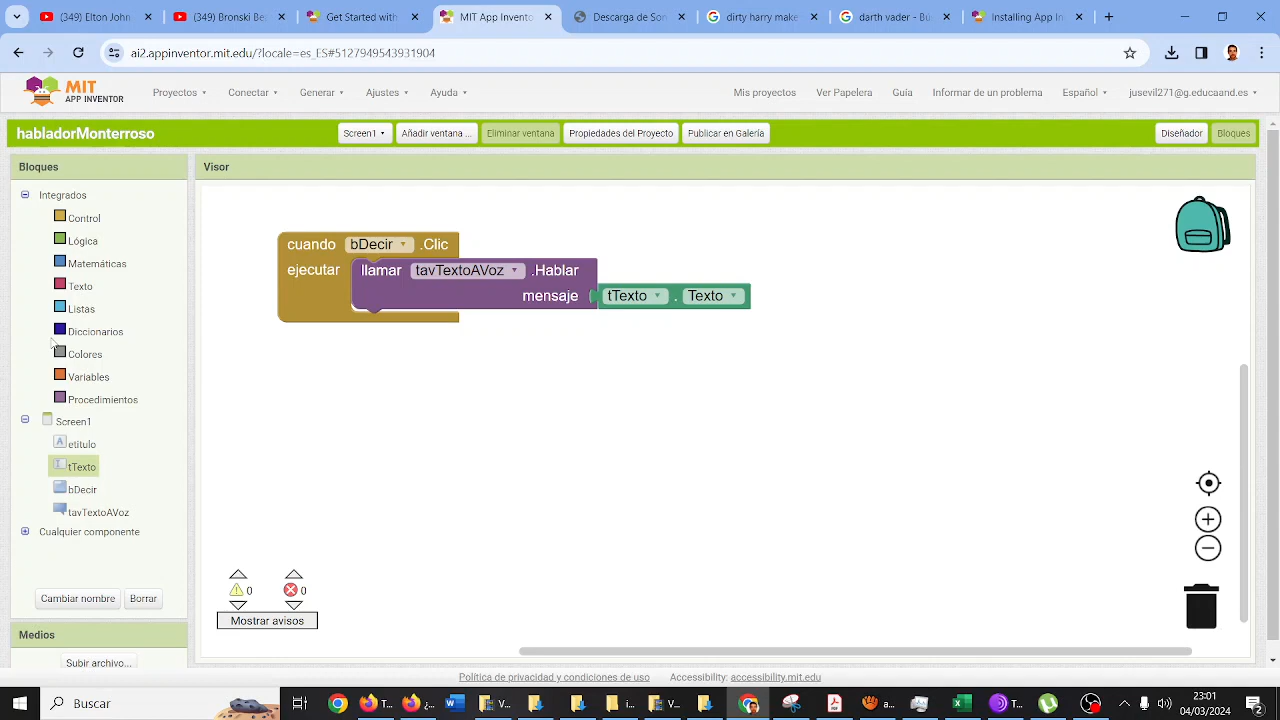 (349) Elton John
(349) Bronski Be
Get Started with
MIT App Invento
Descarga de Son
dirty harry make
darth vader - Bú
Installing App In
ai2.appinventor.mit.edu/?locale=es_ES#5127949543931904
MIT
APP INVENTOR
Proyectos
Conectar
Generar
Ajustes
Ayuda
Mis proyectos
Ver Papelera
Guía
Informar de un problema
Español
jusevil271@g.educaand.es
habladorMonterroso
Screen1
Añadir ventana ...
Eliminar ventana
Propiedades del Proyecto
Publicar en Galería
Diseñador
Bloques
Bloques
Visor
Integrados
Control
Lógica
Matemáticas
Texto
Listas
Diccionarios
Colores
Variables
Procedimientos
Screen1
etitulo
tTexto
bDecir
tavTextoAVoz
Cualquier componente
Cambiar nombre
Borrar
Medios
Subir archivo...
cuando bDecir .Clic
ejecutar llamar tavTextoAVoz .Hablar
mensaje tTexto . Texto
0
0
Mostrar avisos
Política de privacidad y condiciones de uso
Accessibility: accessibility.mit.edu
Buscar
23:01
04/03/2024